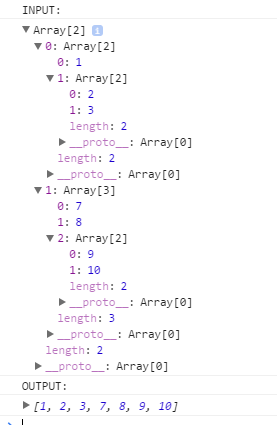 INPUT:
▼ Array[2] i
▼ 0: Array[2]
0: 1
▼ 1: Array[2]
0: 2
1: 3
length: 2
▶ __proto__: Array[0]
length: 2
▶ __proto__: Array[0]
▼ 1: Array[3]
0: 7
1: 8
▼ 2: Array[2]
0: 9
1: 10
length: 2
▶ __proto__: Array[0]
length: 3
▶ __proto__: Array[0]
length: 2
▶ __proto__: Array[0]
OUTPUT:
▶ [1, 2, 3, 7, 8, 9, 10]
>